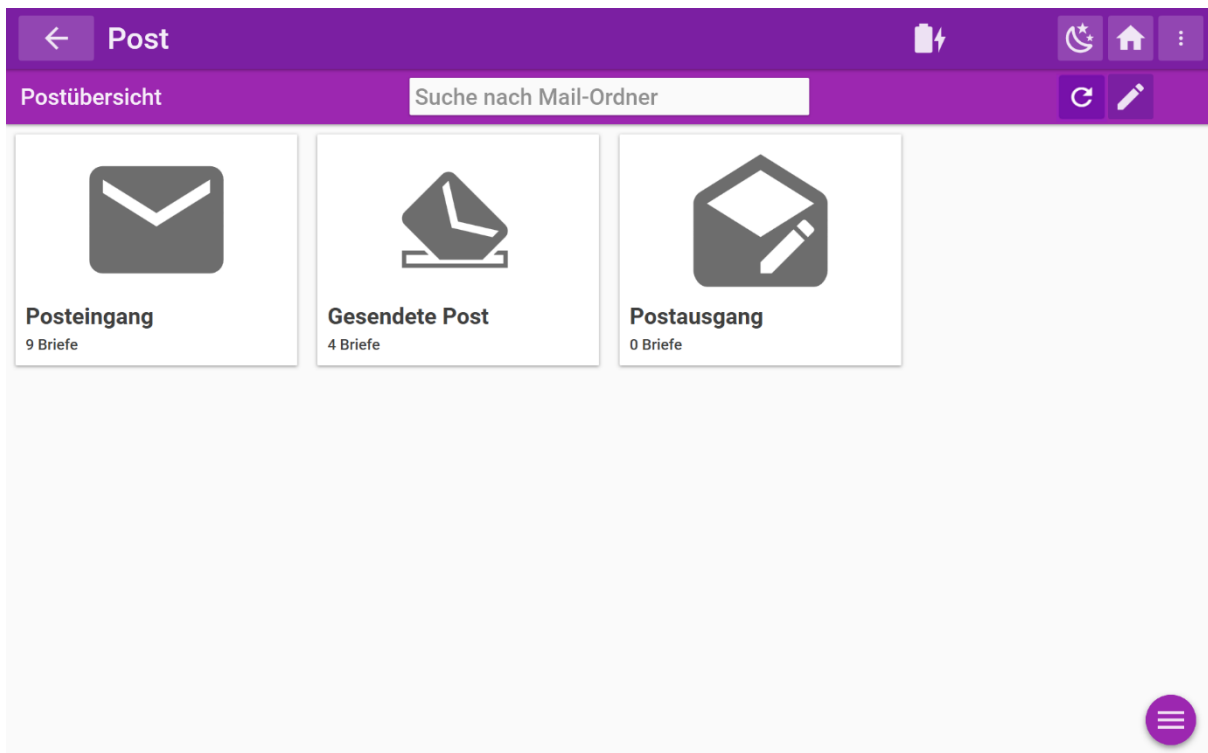 Post
Postübersicht
Suche nach Mail-Ordner
Posteingang
9 Briefe
Gesendete Post
4 Briefe
Postausgang
0 Briefe